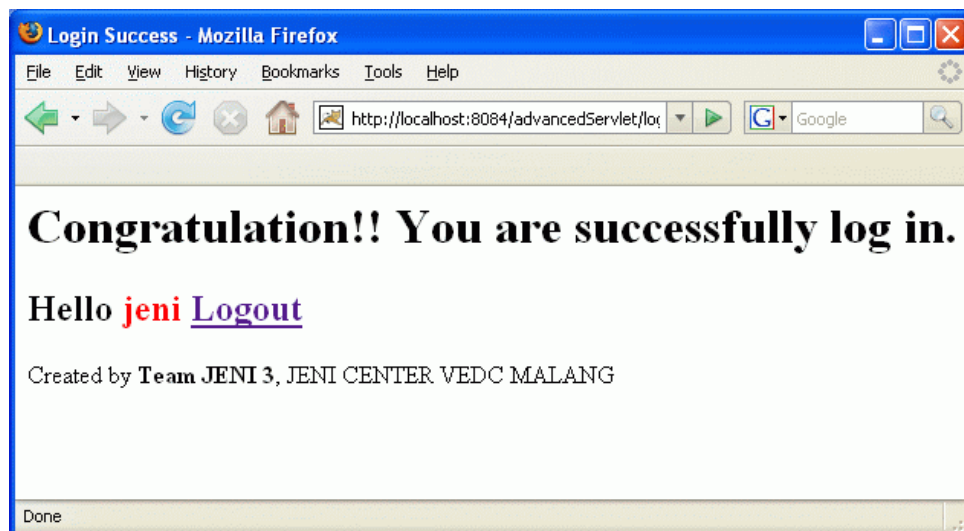 Login Success - Mozilla Firefox
File Edit View History Bookmarks Tools Help
http://localhost:8084/advancedServlet/log G Google
Congratulation!! You are successfully log in.
Hello jeni Logout
Created by Team JENI 3, JENI CENTER VEDC MALANG
Done